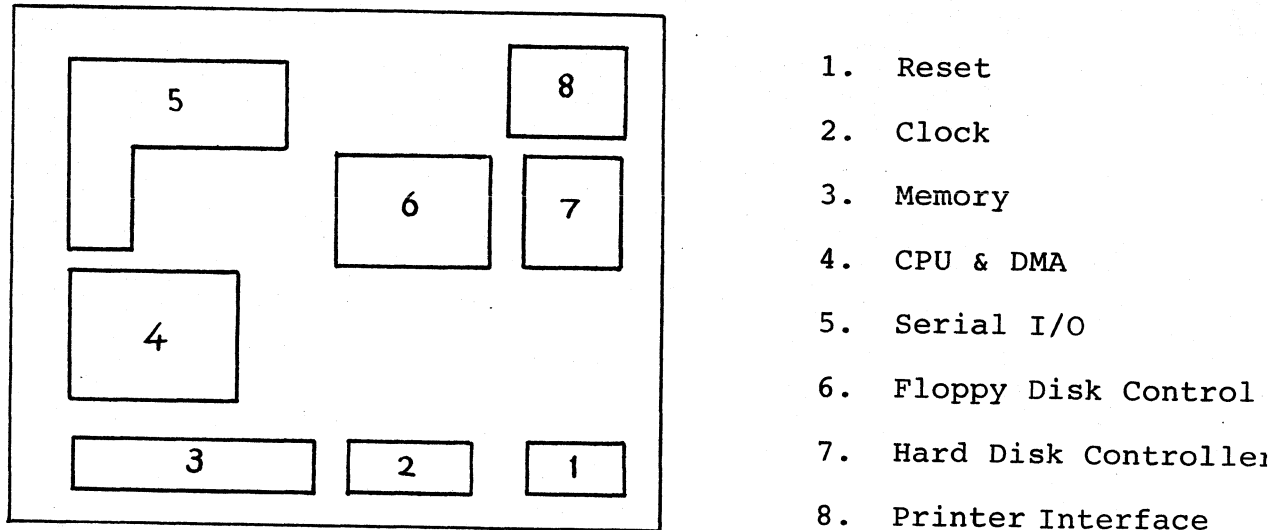 5
8
6
7
4
3
2
1
1. Reset
2. Clock
3. Memory
4. CPU & DMA
5. Serial I/O
6. Floppy Disk Control
7. Hard Disk Controller
8. Printer Interface